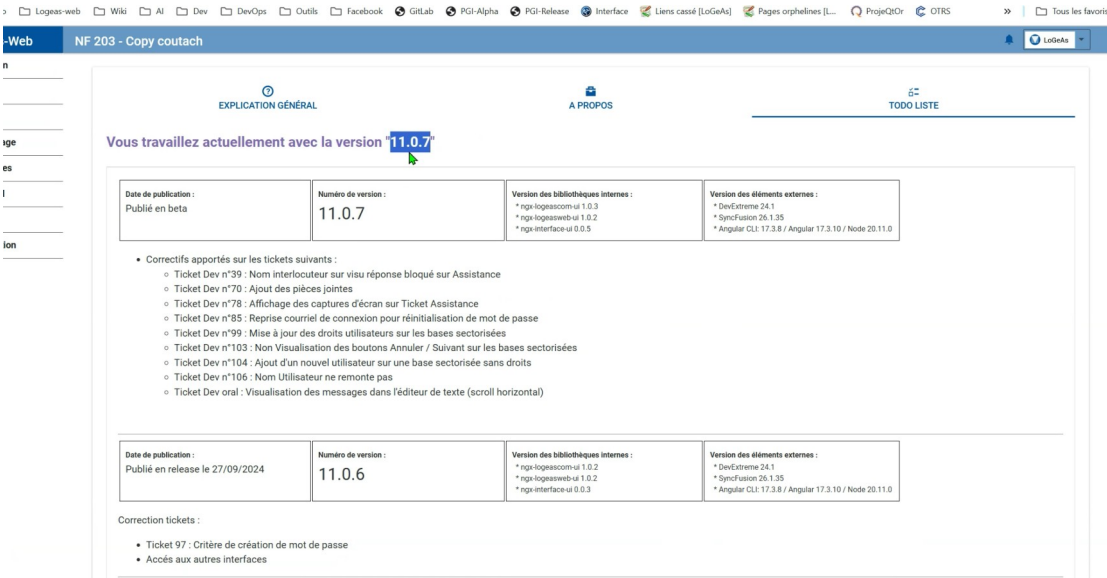 Logeas-web Wiki AI Dev DevOps Outils Facebook GitLab PGI-Alpha PGI-Release Interface Liens cassé [LoGeAs] Pages orphelines [L... ProjeQtOr OTRS » Tous les favoris
-Web NF 203 - Copy coutach LoGeAs
EXPLICATION GÉNÉRAL
A PROPOS
TODO LISTE
Vous travaillez actuellement avec la version "11.0.7"
Date de publication :
Publié en beta
Numéro de version :
11.0.7
Version des bibliothèques internes :
* ngx-logeascom-ui 1.0.3
* ngx-logeasweb-ui 1.0.2
* ngx-interface-ui 0.0.5
Version des éléments externes :
* DevExtreme 24.1
* SyncFusion 26.1.35
* Angular CLI: 17.3.8 / Angular 17.3.10 / Node 20.11.0
Correctifs apportés sur les tickets suivants :
Ticket Dev n°39 : Nom interlocuteur sur visu réponse bloqué sur Assistance
Ticket Dev n°70 : Ajout des pièces jointes
Ticket Dev n°78 : Affichage des captures d'écran sur Ticket Assistance
Ticket Dev n°85 : Reprise courriel de connexion pour réinitialisation de mot de passe
Ticket Dev n°99 : Mise à jour des droits utilisateurs sur les bases sectorisées
Ticket Dev n°103 : Non Visualisation des boutons Annuler / Suivant sur les bases sectorisées
Ticket Dev n°104 : Ajout d'un nouvel utilisateur sur une base sectorisée sans droits
Ticket Dev n°106 : Nom Utilisateur ne remonte pas
Ticket Dev oral : Visualisation des messages dans l'éditeur de texte (scroll horizontal)
Date de publication :
Publié en release le 27/09/2024
Numéro de version :
11.0.6
Version des bibliothèques internes :
* ngx-logeascom-ui 1.0.2
* ngx-logeasweb-ui 1.0.2
* ngx-interface-ui 0.0.3
Version des éléments externes :
* DevExtreme 24.1
* SyncFusion 26.1.35
* Angular CLI: 17.3.8 / Angular 17.3.10 / Node 20.11.0
Correction tickets :
Ticket 97 : Critère de création de mot de passe
Accés aux autres interfaces